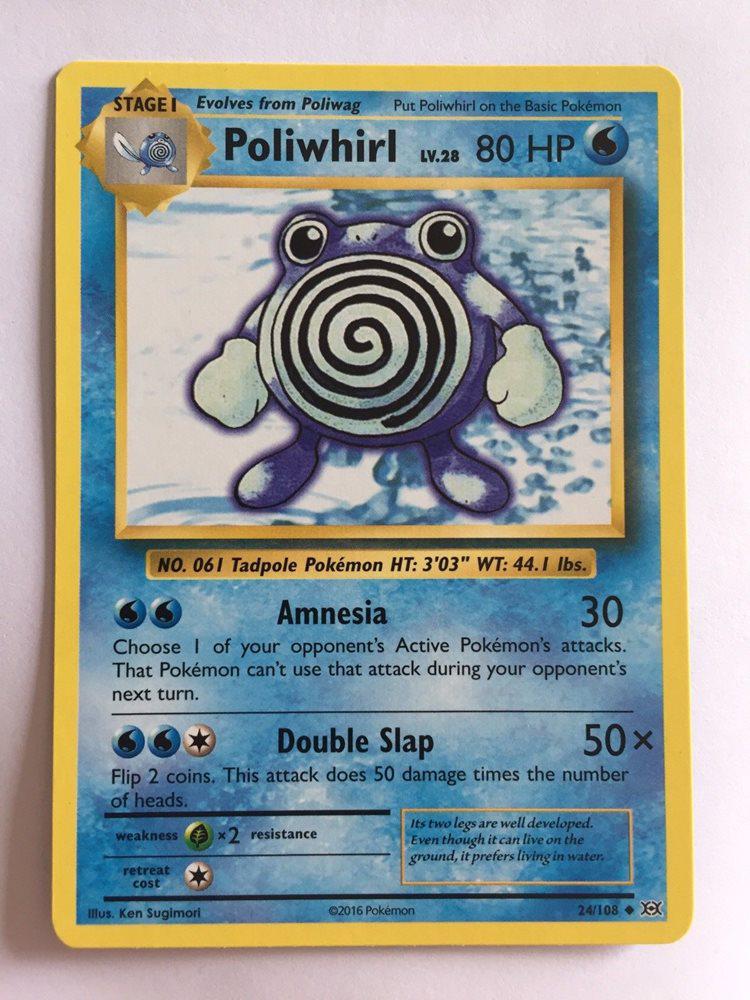 STAGE 1 Evolves from Poliwag Put Poliwhirl on the Basic Pokémon
Poliwhirl LV.28 80 HP
NO. 061 Tadpole Pokémon HT: 3'03" WT: 44.1 lbs.
Amnesia 30
Choose 1 of your opponent's Active Pokémon's attacks.
That Pokémon can't use that attack during your opponent's
next turn.
Double Slap 50×
Flip 2 coins. This attack does 50 damage times the number
of heads.
weakness ×2 resistance
retreat
cost
Its two legs are well developed.
Even though it can live on the
ground, it prefers living in water.
Illus. Ken Sugimori ©2016 Pokémon 24/108